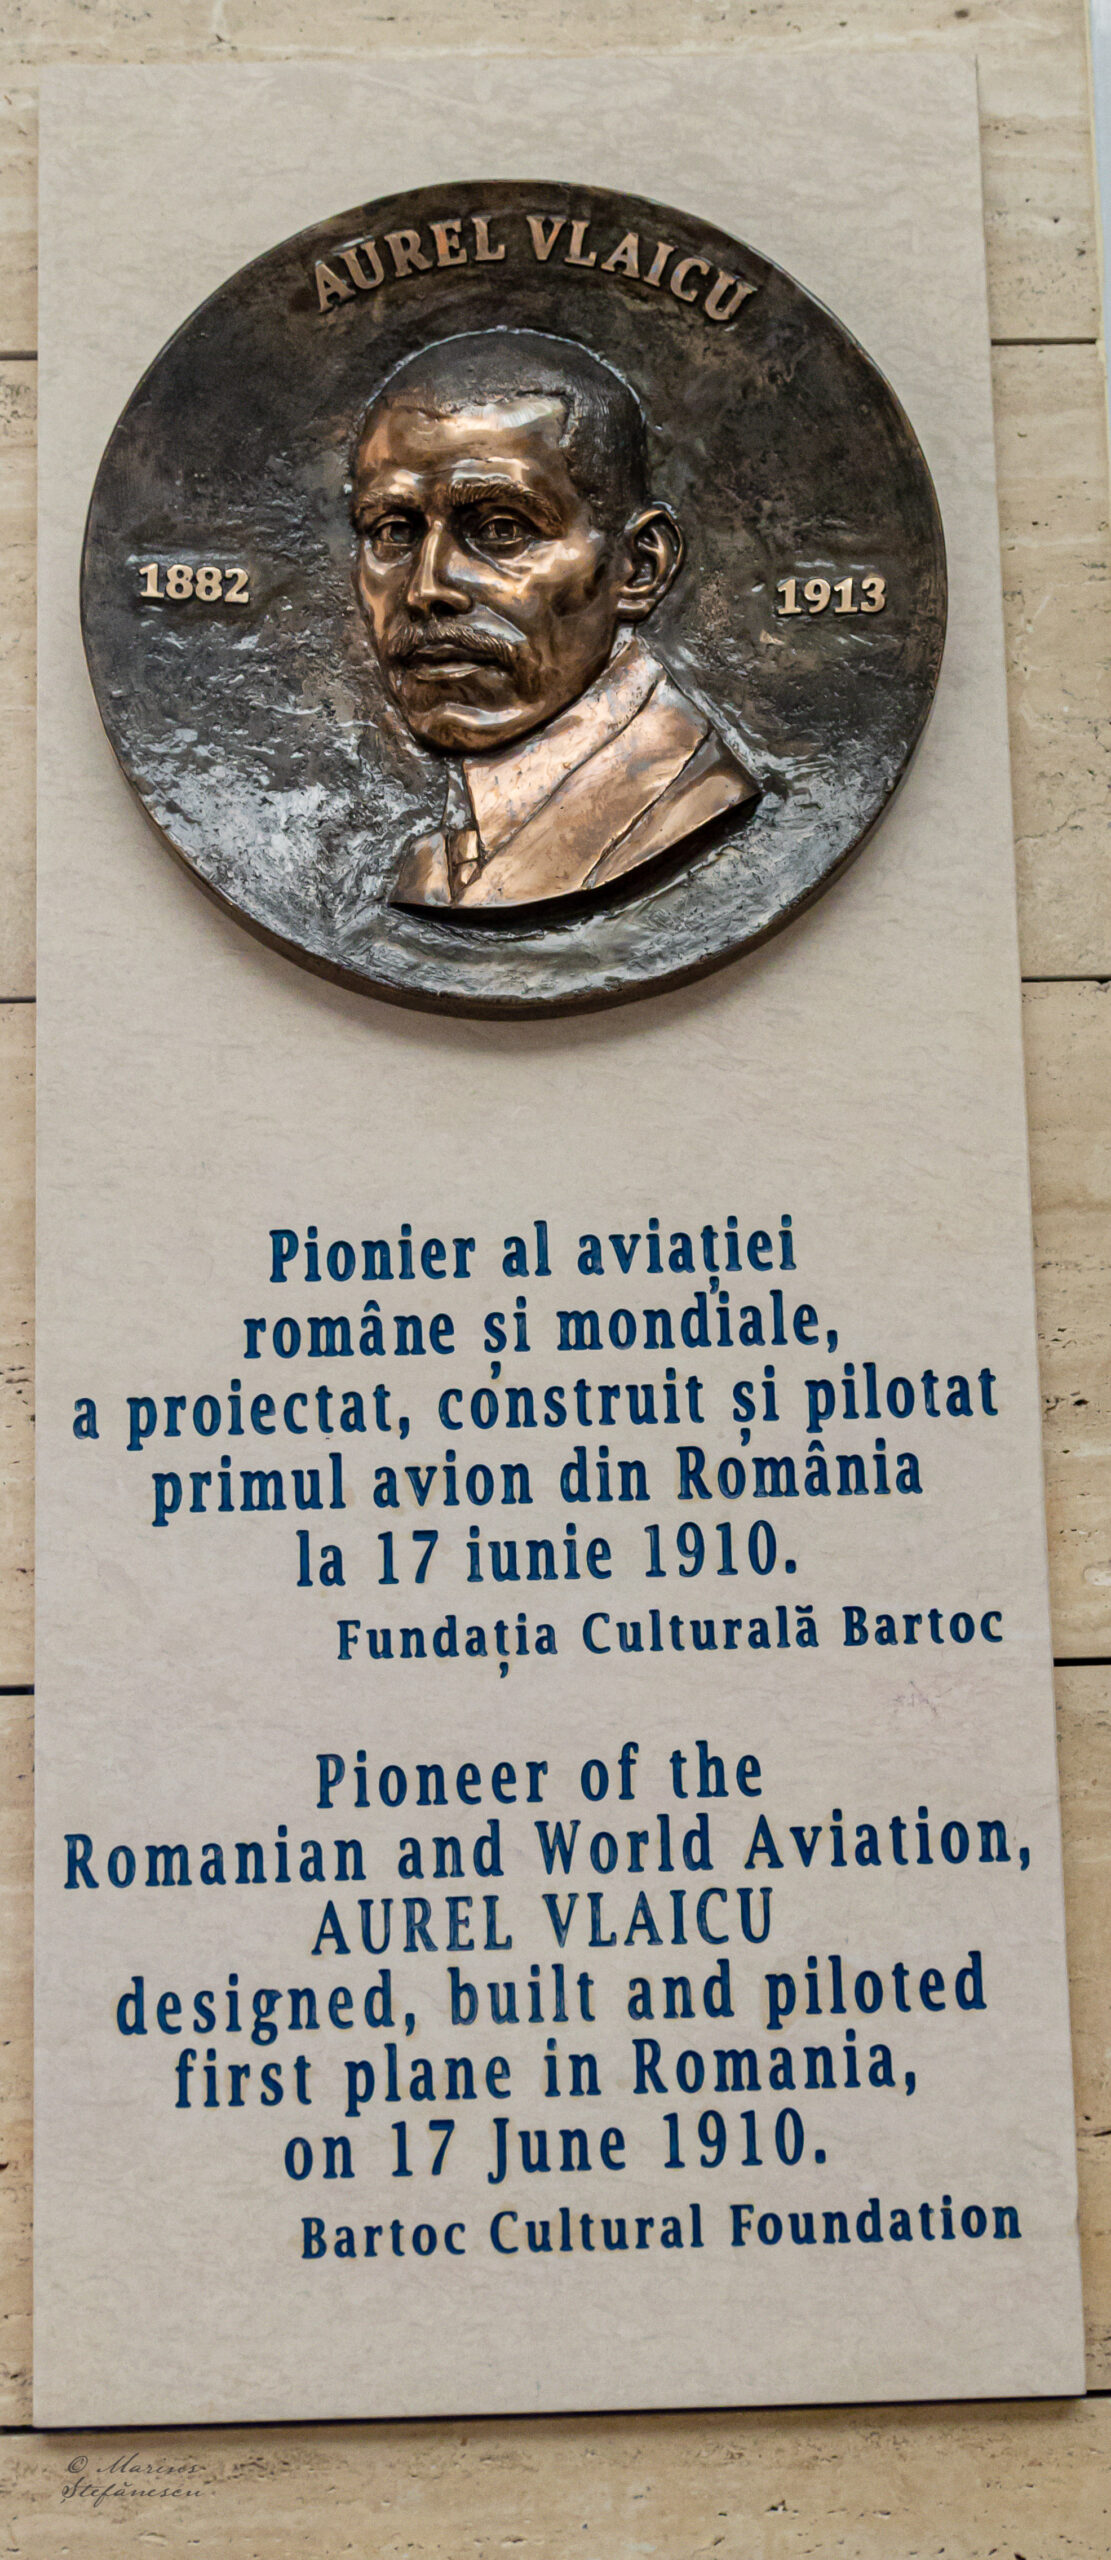 AUREL VLAICU
1882
1913
Pionier al aviației
române și mondiale,
a proiectat, construit și pilotat
primul avion din România
la 17 iunie 1910.
Fundația Culturală Bartoc
Pioneer of the
Romanian and World Aviation,
AUREL VLAICU
designed, built and piloted
first plane in Romania,
on 17 June 1910.
Bartoc Cultural Foundation
© Marines
Ștefănescu